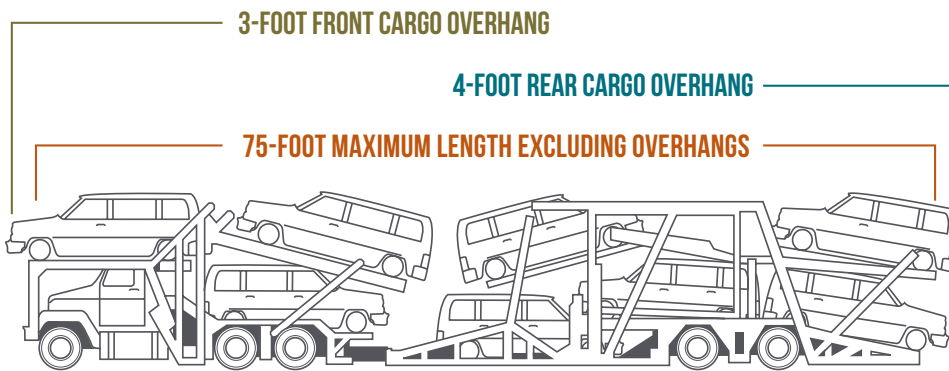 3-FOOT FRONT CARGO OVERHANG
4-FOOT REAR CARGO OVERHANG
75-FOOT MAXIMUM LENGTH EXCLUDING OVERHANGS